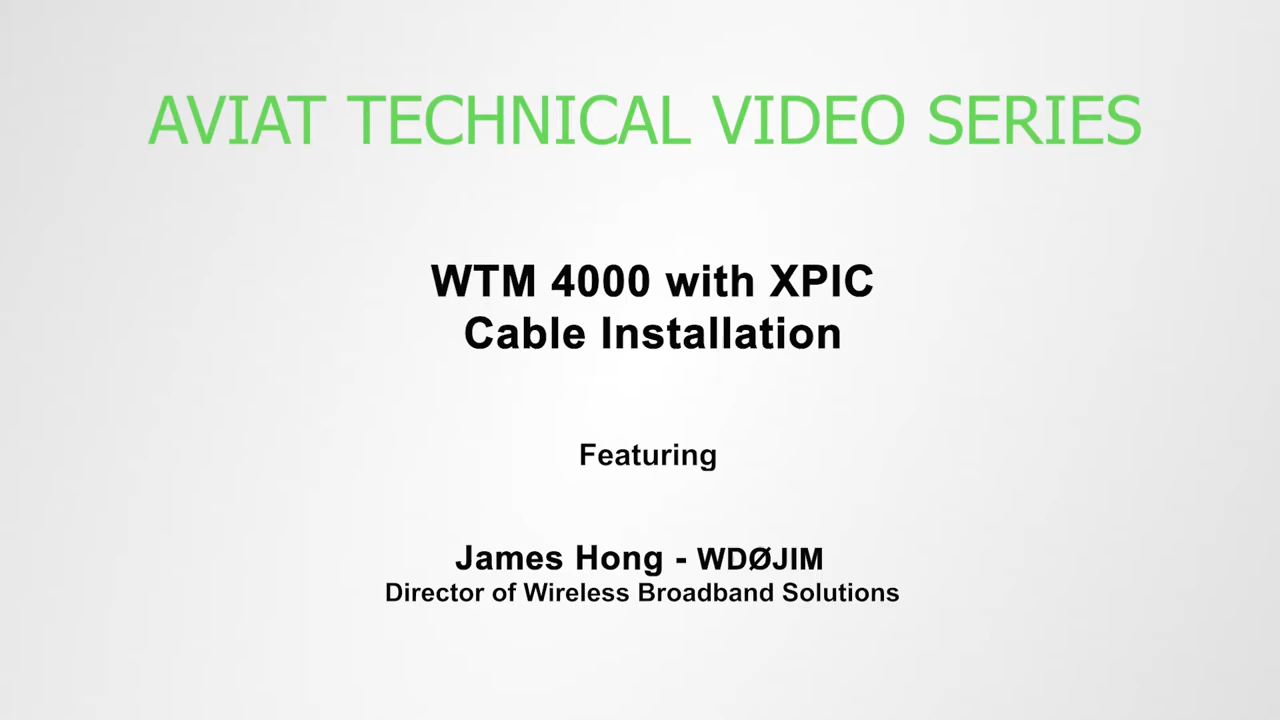 AVIAT TECHNICAL VIDEO SERIES
WTM 4000 with XPIC
Cable Installation
Featuring
James Hong - WDØJIM
Director of Wireless Broadband Solutions